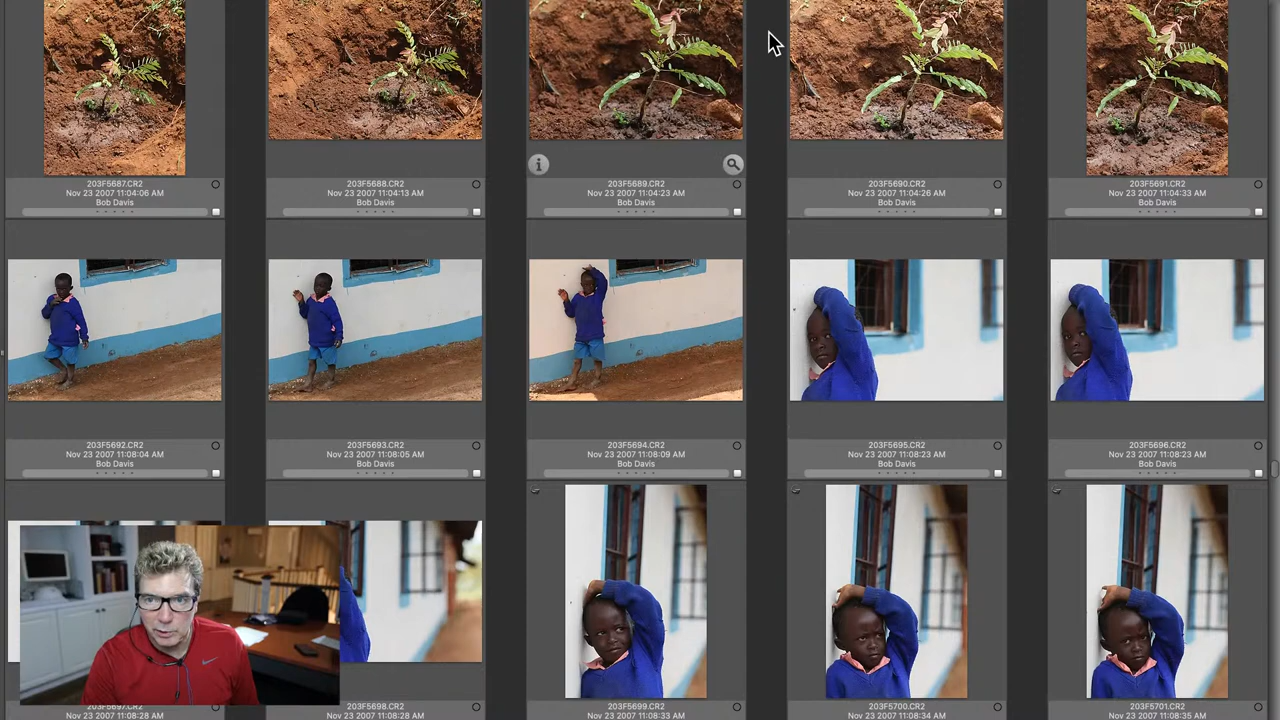 203F5687.CR2
Nov 23 2007 11:04:06 AM
Bob Davis
203F5688.CR2
Nov 23 2007 11:04:13 AM
Bob Davis
203F5689.CR2
Nov 23 2007 11:04:23 AM
Bob Davis
203F5690.CR2
Nov 23 2007 11:04:26 AM
Bob Davis
203F5691.CR2
Nov 23 2007 11:04:33 AM
Bob Davis
203F5692.CR2
Nov 23 2007 11:08:04 AM
Bob Davis
203F5693.CR2
Nov 23 2007 11:08:05 AM
Bob Davis
203F5694.CR2
Nov 23 2007 11:08:09 AM
Bob Davis
203F5695.CR2
Nov 23 2007 11:08:23 AM
Bob Davis
203F5696.CR2
Nov 23 2007 11:08:23 AM
Bob Davis
203F5697.CR2
Nov 23 2007 11:08:28 AM
203F5698.CR2
Nov 23 2007 11:08:28 AM
203F5699.CR2
Nov 23 2007 11:08:33 AM
203F5700.CR2
Nov 23 2007 11:08:34 AM
203F5701.CR2
Nov 23 2007 11:08:35 AM